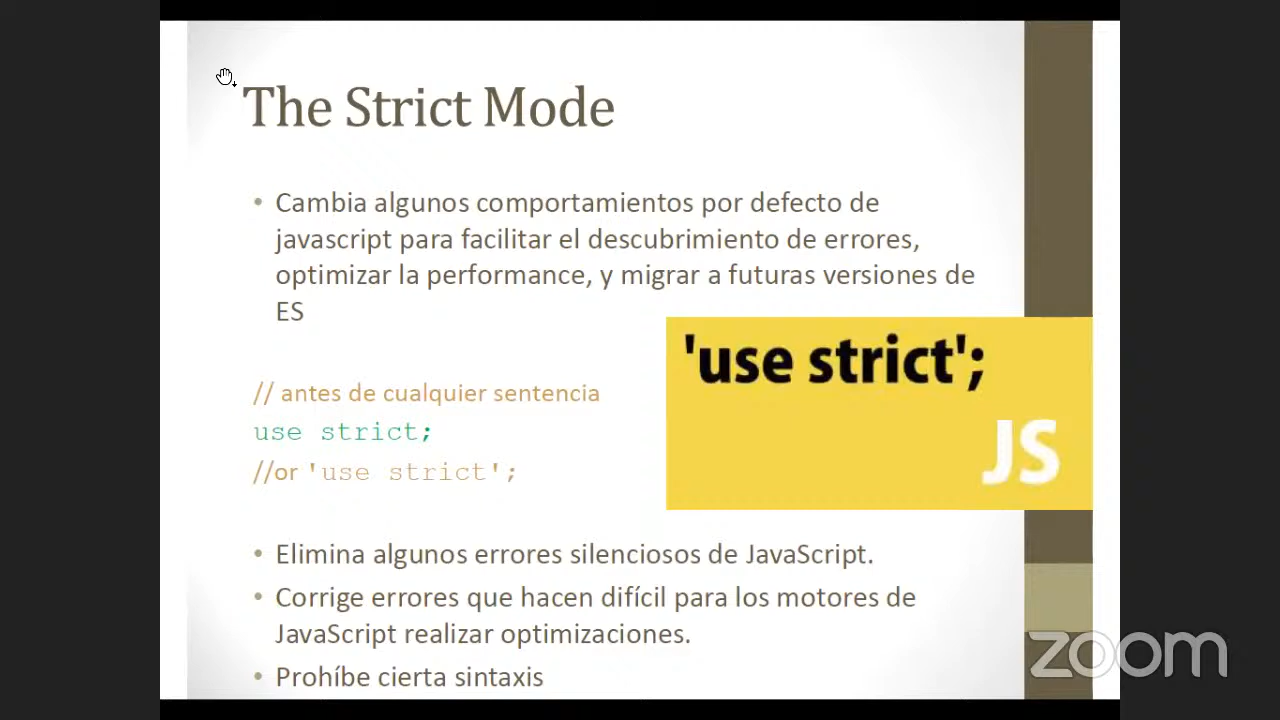 The Strict Mode
• Cambia algunos comportamientos por defecto de
javascript para facilitar el descubrimiento de errores,
optimizar la performance, y migrar a futuras versiones de
ES
'use strict';
JS
// antes de cualquier sentencia
use strict;
//or 'use strict';
• Elimina algunos errores silenciosos de JavaScript.
• Corrige errores que hacen difícil para los motores de
JavaScript realizar optimizaciones.
• Prohíbe cierta sintaxis
zoom